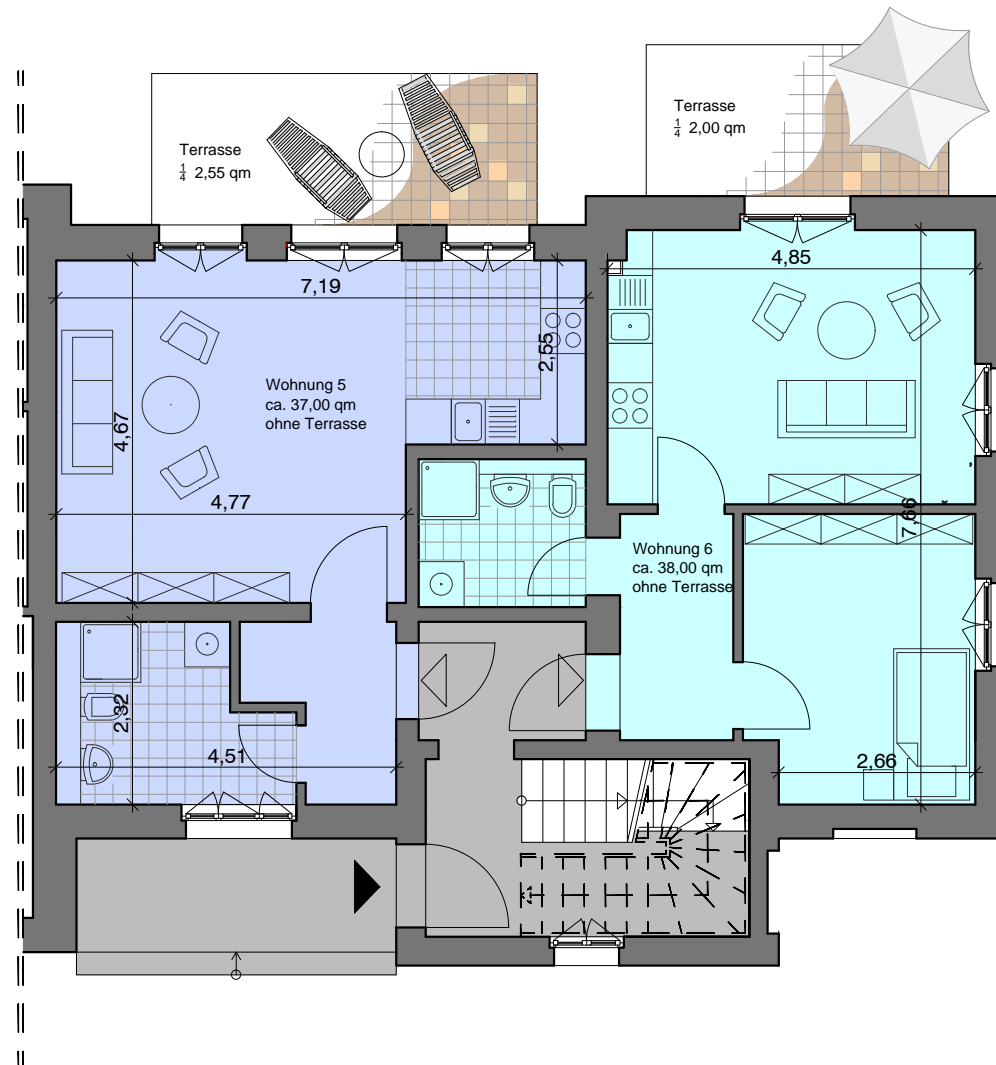 Terrasse
1/4 2,00 qm
Terrasse
1/4 2,55 qm
4,85
7,19
2,55
Wohnung 5
ca. 37,00 qm
ohne Terrasse
4,67
4,77
7,66
Wohnung 6
ca. 38,00 qm
ohne Terrasse
2,32
4,51
2,66